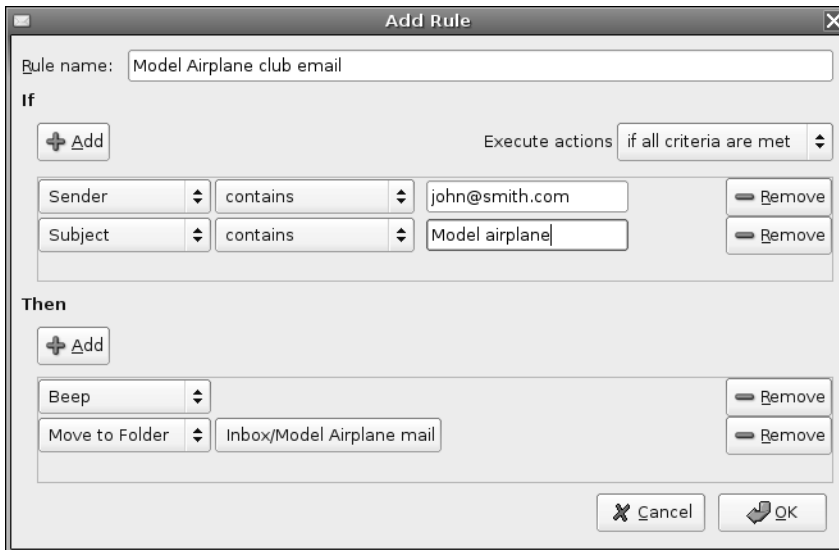 Add Rule
Rule name: Model Airplane club email
If
Add Execute actions if all criteria are met
Sender contains john@smith.com Remove
Subject contains Model airplane Remove
Then
Add
Beep Remove
Move to Folder Inbox/Model Airplane mail Remove
Cancel OK